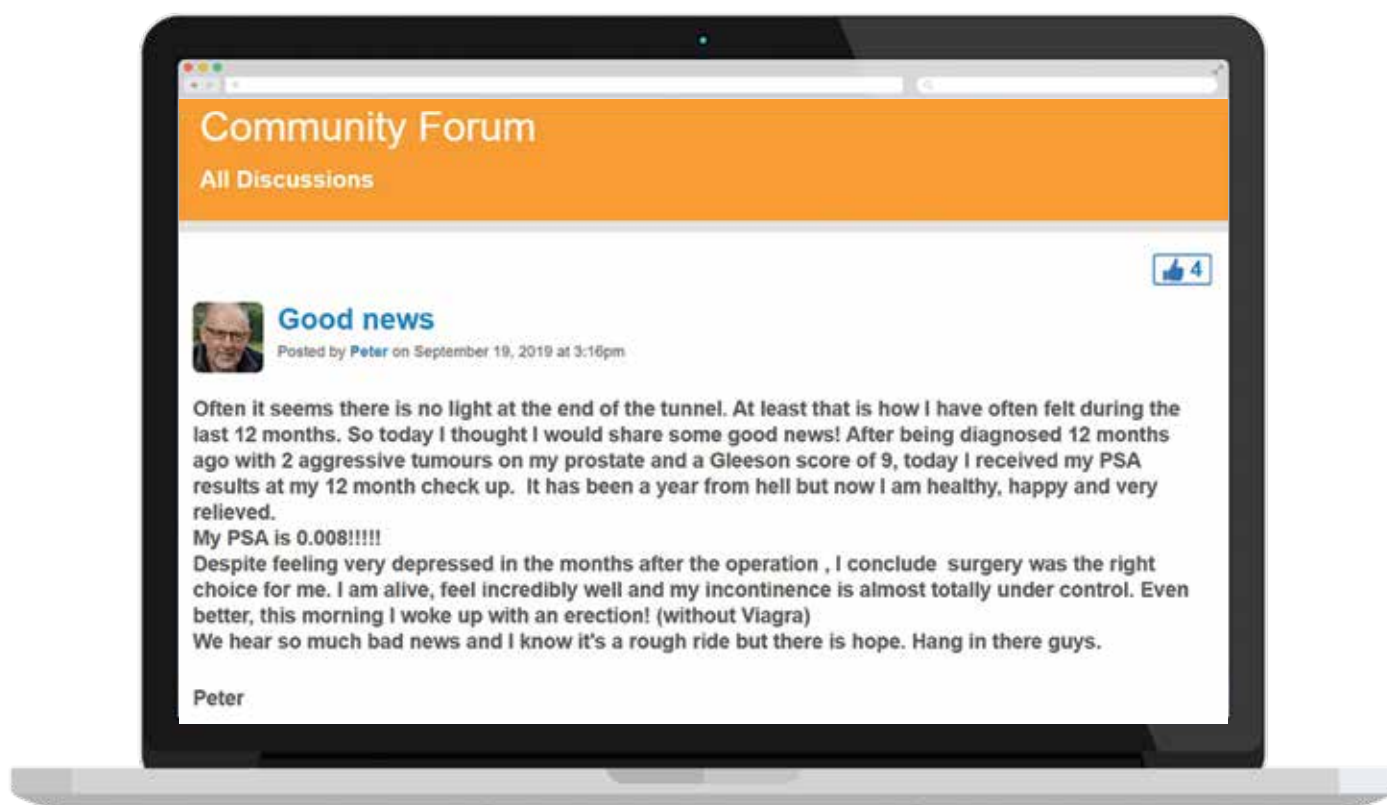 Community Forum
All Discussions
4
Good news
Posted by Peter on September 19, 2019 at 3:16pm
Often it seems there is no light at the end of the tunnel. At least that is how I have often felt during the
last 12 months. So today I thought I would share some good news! After being diagnosed 12 months
ago with 2 aggressive tumours on my prostate and a Gleeson score of 9, today I received my PSA
results at my 12 month check up.  It has been a year from hell but now I am healthy, happy and very
relieved.
My PSA is 0.008!!!!!
Despite feeling very depressed in the months after the operation , I conclude  surgery was the right
choice for me. I am alive, feel incredibly well and my incontinence is almost totally under control. Even
better, this morning I woke up with an erection! (without Viagra)
We hear so much bad news and I know it's a rough ride but there is hope. Hang in there guys.
Peter